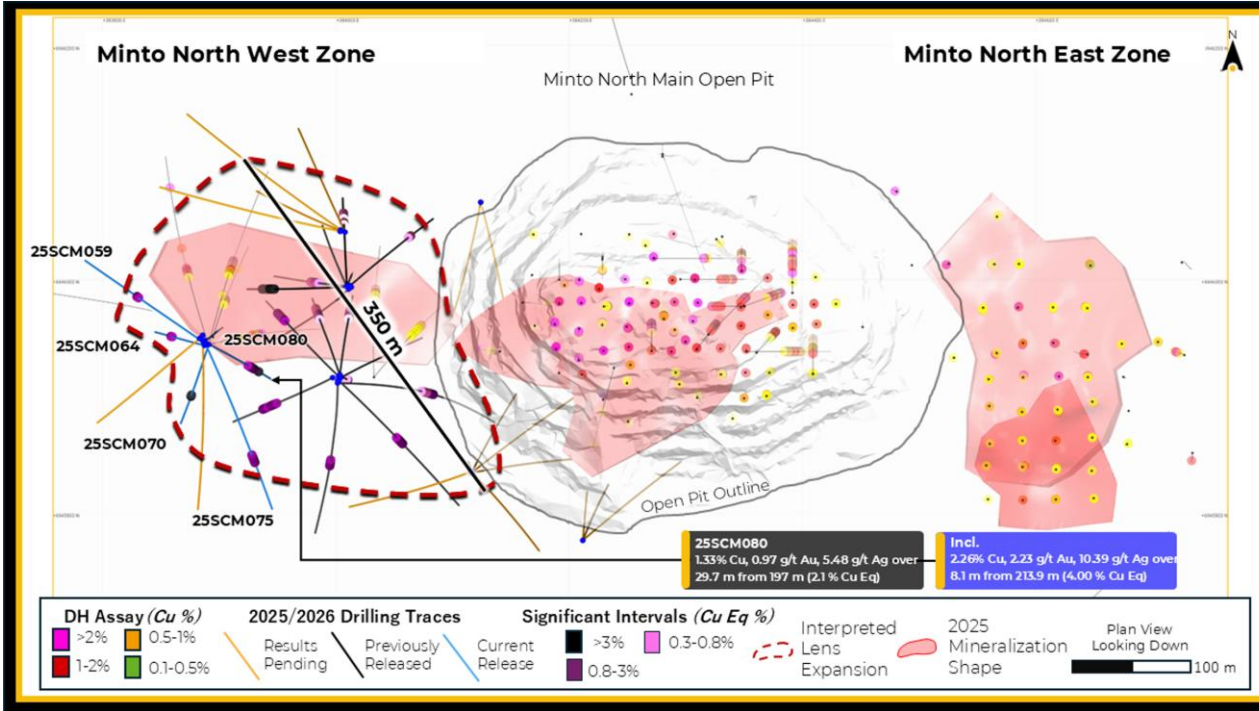 Minto North West Zone
Minto North Main Open Pit
Minto North East Zone
N
25SCM059
25SCM064
25SCM080
350 m
25SCM070
25SCM075
Open Pit Outline
25SCM080
1.33% Cu, 0.97 g/t Au, 5.48 g/t Ag over
29.7 m from 197 m (2.1 % Cu Eq)
Incl.
2.26% Cu, 2.23 g/t Au, 10.39 g/t Ag over
8.1 m from 213.9 m (4.00 % Cu Eq)
DH Assay (Cu %)
>2%
0.5-1%
1-2%
0.1-0.5%
2025/2026 Drilling Traces
Results
Pending
Previously
Released
Current
Release
Significant Intervals (Cu Eq %)
>3%
0.3-0.8%
0.8-3%
Interpreted
Lens
Expansion
2025
Mineralization
Shape
Plan View
Looking Down
100 m